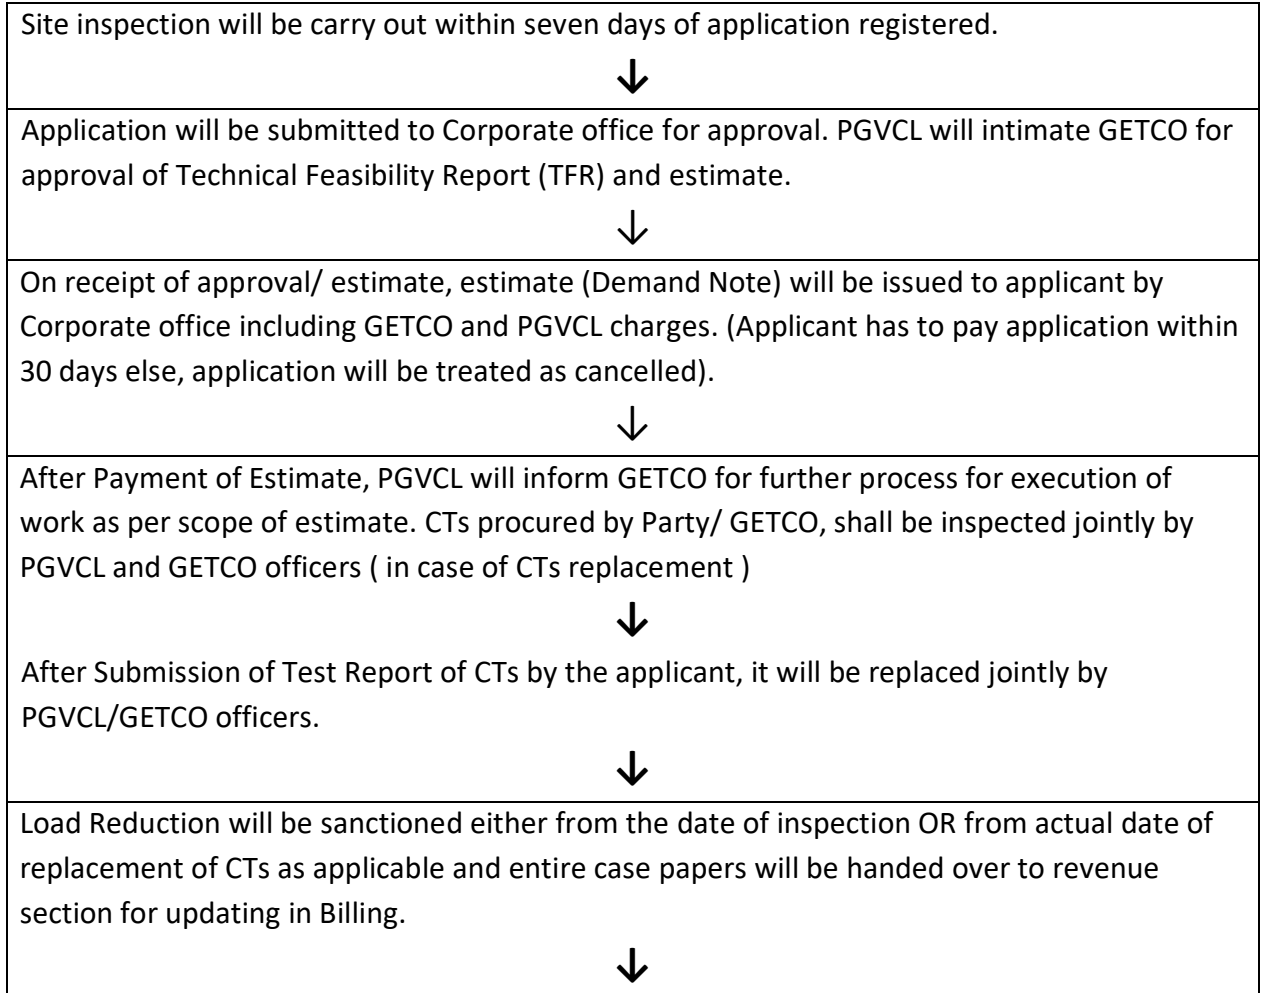 Site inspection will be carry out within seven days of application registered.
Application will be submitted to Corporate office for approval. PGVCL will intimate GETCO for
approval of Technical Feasibility Report (TFR) and estimate.
On receipt of approval/ estimate, estimate (Demand Note) will be issued to applicant by
Corporate office including GETCO and PGVCL charges. (Applicant has to pay application within
30 days else, application will be treated as cancelled).
After Payment of Estimate, PGVCL will inform GETCO for further process for execution of
work as per scope of estimate. CTs procured by Party/ GETCO, shall be inspected jointly by
PGVCL and GETCO officers ( in case of CTs replacement )
After Submission of Test Report of CTs by the applicant, it will be replaced jointly by
PGVCL/GETCO officers.
Load Reduction will be sanctioned either from the date of inspection OR from actual date of
replacement of CTs as applicable and entire case papers will be handed over to revenue
section for updating in Billing.